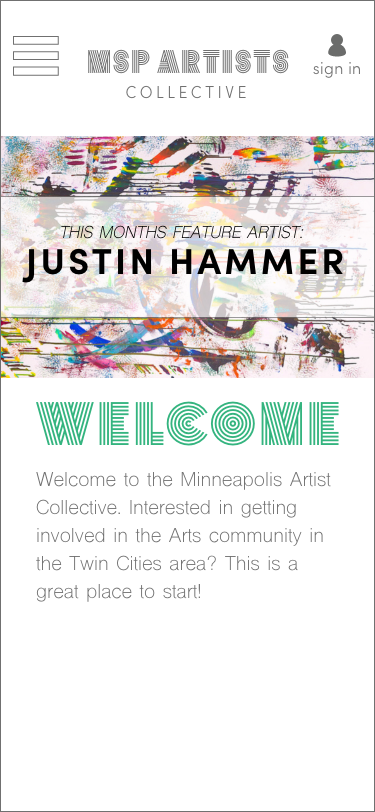 MSP ARTISTS
COLLECTIVE
sign in
THIS MONTHS FEATURE ARTIST:
JUSTIN HAMMER
WELCOME
Welcome to the Minneapolis Artist
Collective. Interested in getting
involved in the Arts community in
the Twin Cities area? This is a
great place to start!